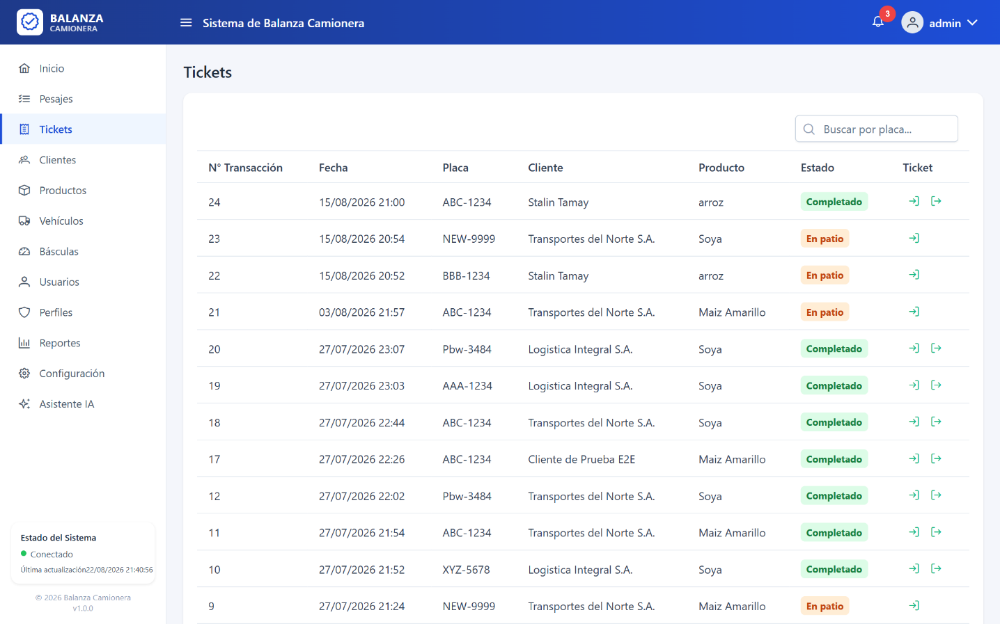 BALANZA
CAMIONERA
Sistema de Balanza Camionera
3
admin
Inicio
Pesajes
Tickets
Clientes
Productos
Vehículos
Básculas
Usuarios
Perfiles
Reportes
Configuración
Asistente IA
Estado del Sistema
Conectado
Última actualización22/08/2026 21:40:56
© 2026 Balanza Camionera
v1.0.0
Tickets
Buscar por placa...
N° Transacción Fecha Placa Cliente Producto Estado Ticket
24 15/08/2026 21:00 ABC-1234 Stalin Tamay arroz Completado
23 15/08/2026 20:54 NEW-9999 Transportes del Norte S.A. Soya En patio
22 15/08/2026 20:52 BBB-1234 Stalin Tamay arroz En patio
21 03/08/2026 21:57 ABC-1234 Transportes del Norte S.A. Maiz Amarillo En patio
20 27/07/2026 23:07 Pbw-3484 Logistica Integral S.A. Soya Completado
19 27/07/2026 23:03 AAA-1234 Logistica Integral S.A. Soya Completado
18 27/07/2026 22:44 ABC-1234 Transportes del Norte S.A. Soya Completado
17 27/07/2026 22:26 ABC-1234 Cliente de Prueba E2E Maiz Amarillo Completado
12 27/07/2026 22:02 Pbw-3484 Transportes del Norte S.A. Soya Completado
11 27/07/2026 21:54 ABC-1234 Transportes del Norte S.A. Maiz Amarillo Completado
10 27/07/2026 21:52 XYZ-5678 Logistica Integral S.A. Soya Completado
9 27/07/2026 21:24 NEW-9999 Transportes del Norte S.A. Maiz Amarillo En patio